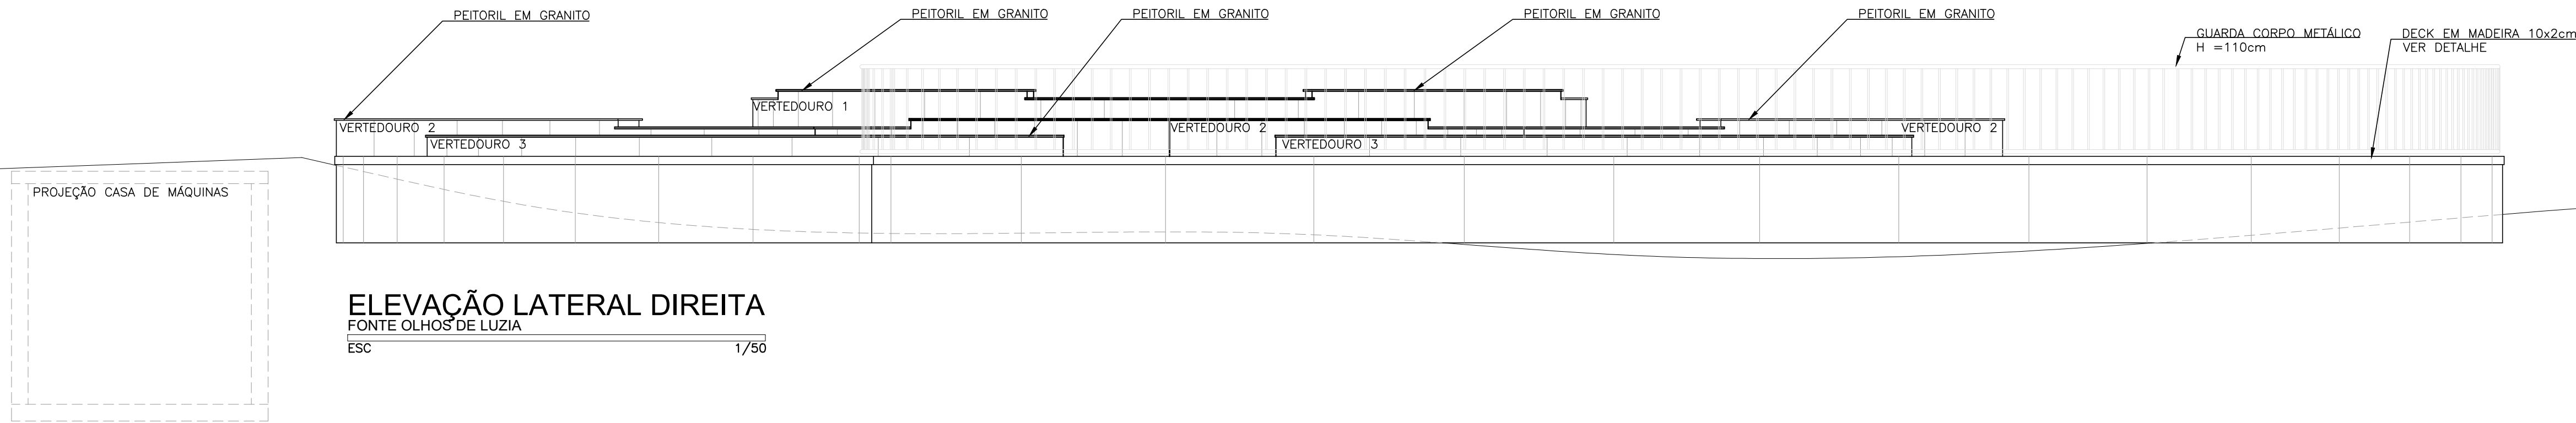 PEITORIL EM GRANITO
PEITORIL EM GRANITO
PEITORIL EM GRANITO
PEITORIL EM GRANITO
PEITORIL EM GRANITO
GUARDA CORPO METÁLICO
H =110cm
DECK EM MADEIRA 10x2cm
VER DETALHE
VERTEDOURO 1
VERTEDOURO 2
VERTEDOURO 2
VERTEDOURO 2
VERTEDOURO 3
VERTEDOURO 3
PROJEÇÃO CASA DE MÁQUINAS
ELEVAÇÃO LATERAL DIREITA
FONTE OLHOS DE LUZIA
ESC 1/50